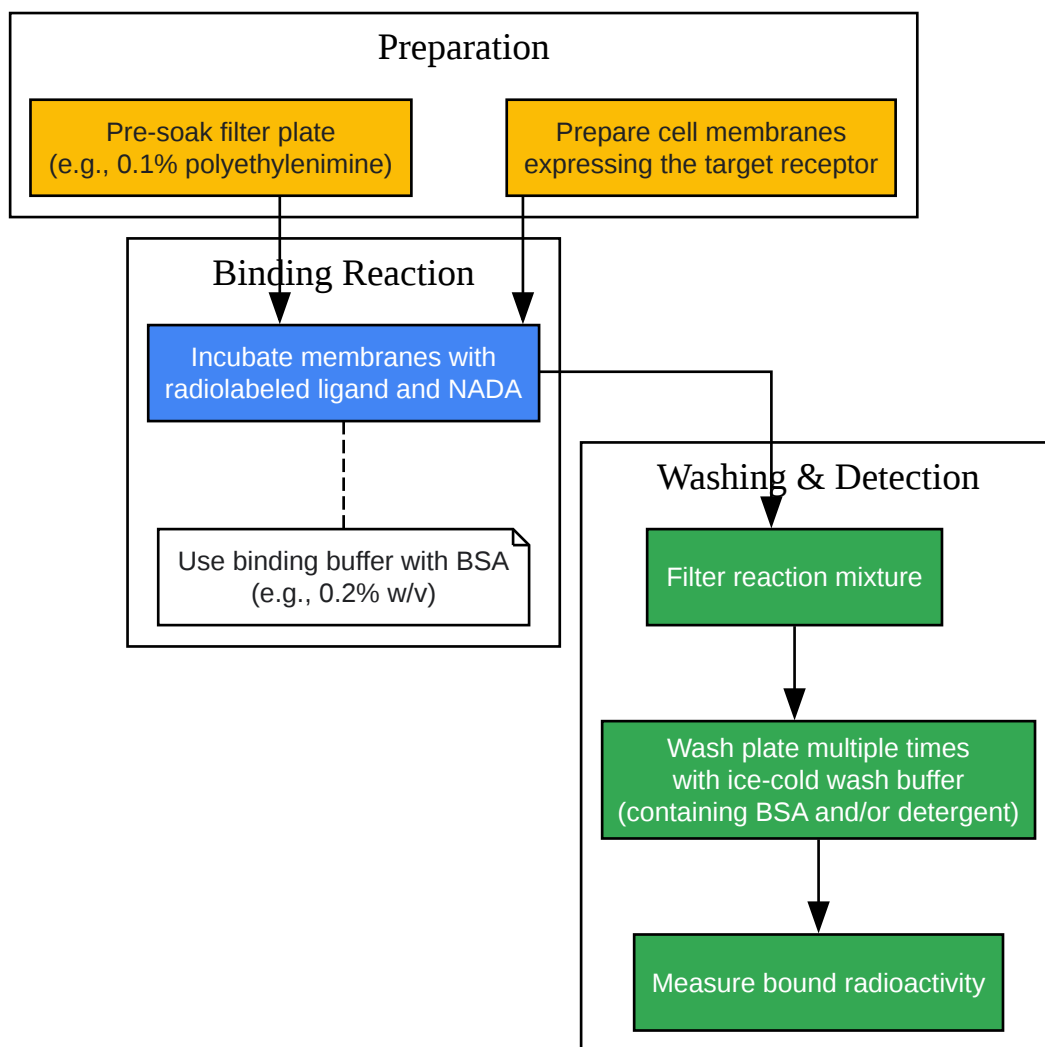 Preparation
Pre-soak filter plate
(e.g., 0.1% polyethylenimine)
Prepare cell membranes
expressing the target receptor
Binding Reaction
Incubate membranes with
radiolabeled ligand and NADA
Use binding buffer with BSA
(e.g., 0.2% w/v)
Washing & Detection
Filter reaction mixture
Wash plate multiple times
with ice-cold wash buffer
(containing BSA and/or detergent)
Measure bound radioactivity